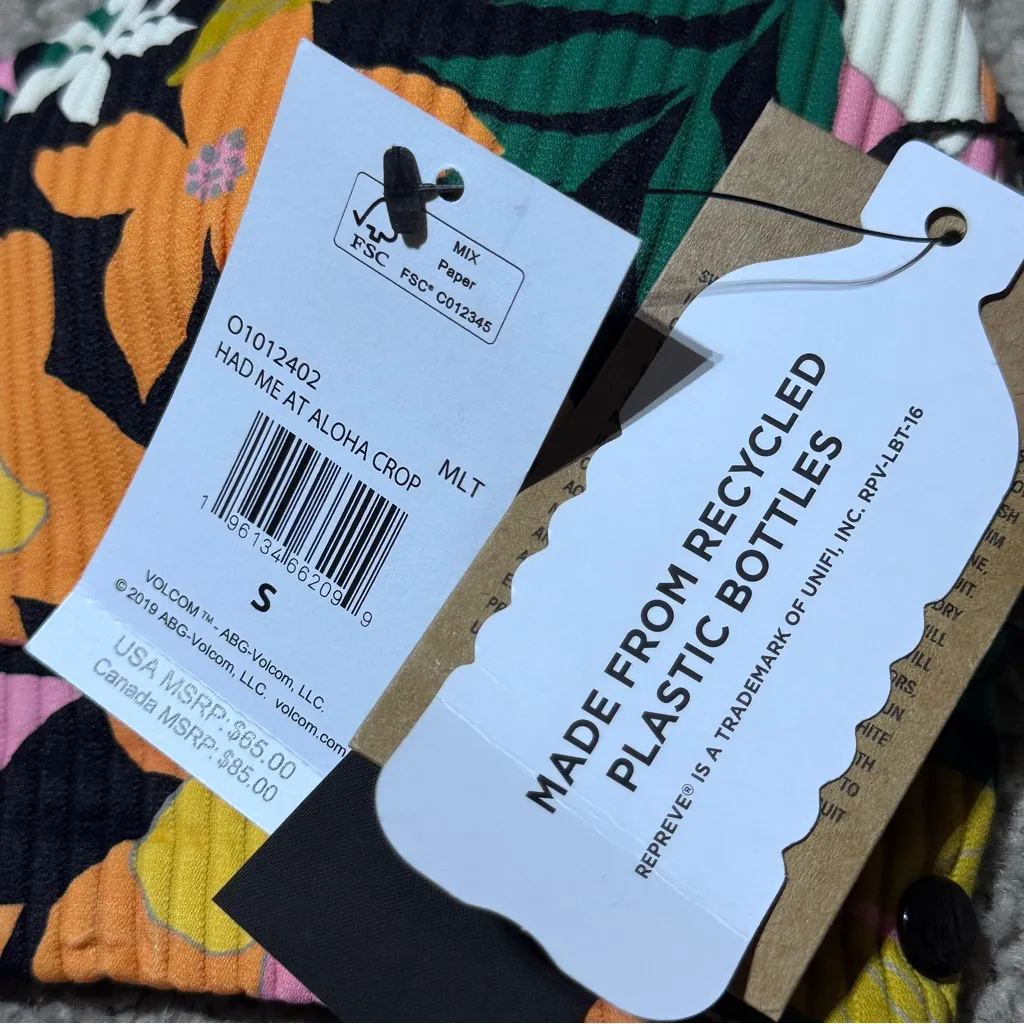 FSC
MIX
Paper
FSC® C012345
O1012402
HAD ME AT ALOHA CROP
MLT
1 96134 66209 9
S
VOLCOM™ - ABG-Volcom, LLC.
© 2019 ABG-Volcom, LLC. volcom.com
USA MSRP: $65.00
Canada MSRP: $85.00
MADE FROM RECYCLED
PLASTIC BOTTLES
REPREVE® IS A TRADEMARK OF UNIFI, INC. RPV-LBT-16